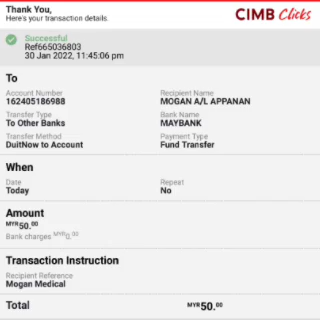 Thank You,
Here's your transaction details.
CIMB Clicks
Successful
Ref665036803
30 Jan 2022, 11:45:06 pm
To
Account Number
162405186988
Recipient Name
MOGAN A/L APPANAN
Transfer Type
To Other Banks
Bank Name
MAYBANK
Transfer Method
DuitNow to Account
Payment Type
Fund Transfer
When
Date
Today
Repeat
No
Amount
MYR50.00
Bank charges MYR0.00
Transaction Instruction
Recipient Reference
Mogan Medical
Total
MYR50.00